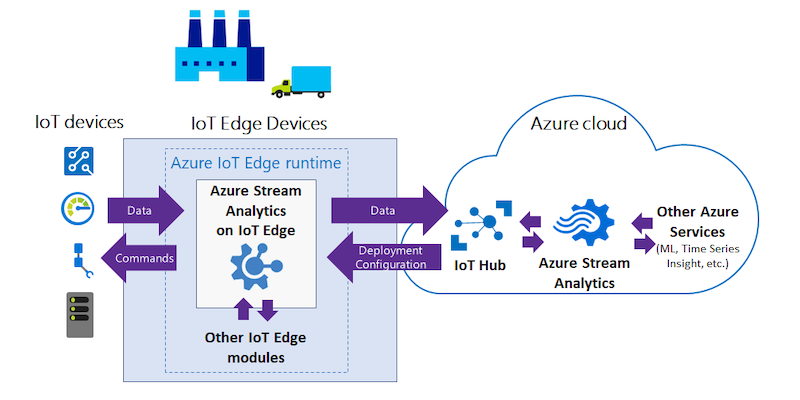 IoT devices
IoT Edge Devices
Azure cloud
Azure IoT Edge runtime
Azure Stream
Analytics
on IoT Edge
Data
Commands
Other IoT Edge
modules
Data
Deployment
Configuration
IoT Hub
Azure Stream
Analytics
Other Azure
Services
(ML, Time Series
Insight, etc.)